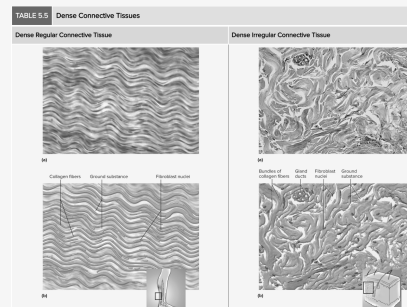 TABLE 5.5 Dense Connective Tissues
Dense Regular Connective Tissue
Dense Irregular Connective Tissue
(a)
(a)
Collagen fibers Ground substance Fibroblast nuclei
Bundles of collagen fibers
Gland ducts
Fibroblast nuclei
Ground substance
(b)
(b)